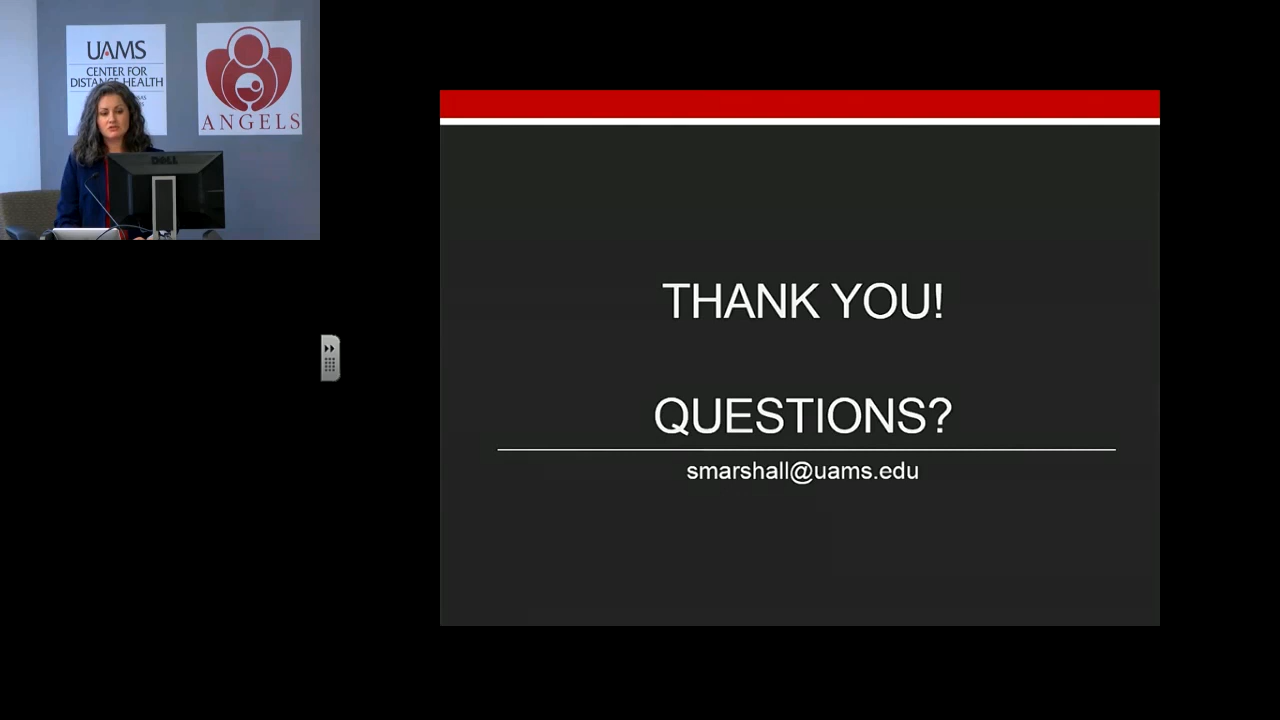 UAMS
CENTER FOR
DISTANCE HEALTH
ANGELS
DELL
THANK YOU!
QUESTIONS?
smarshall@uams.edu